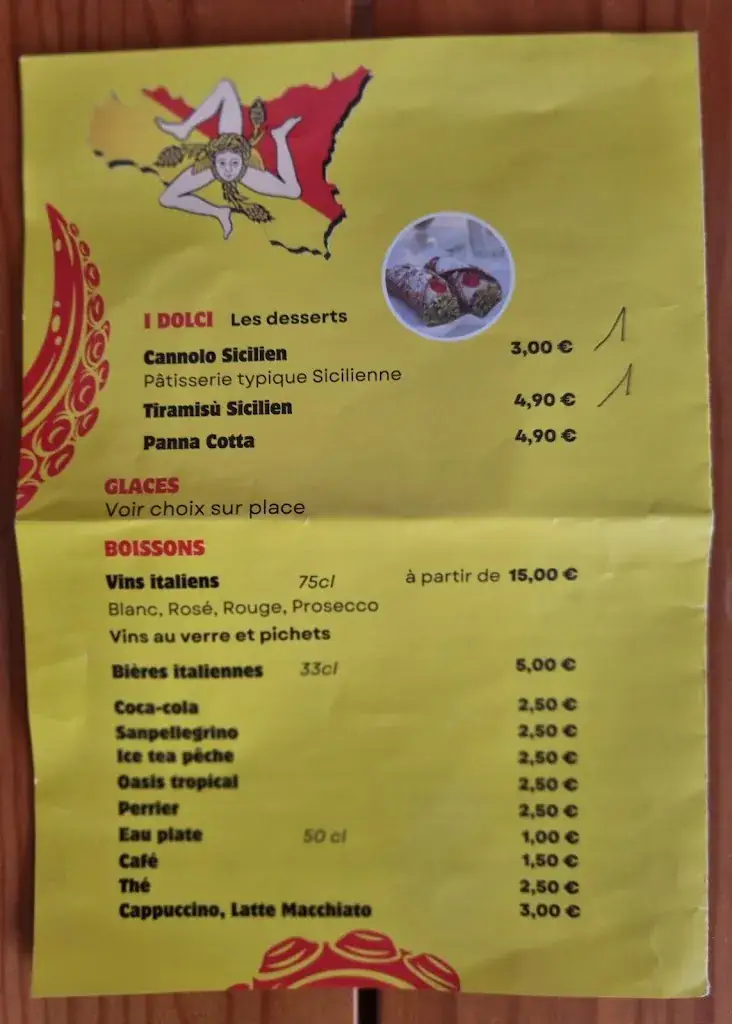 I DOLCI Les desserts
Cannolo Sicilien 3,00 € 1
Pâtisserie typique Sicilienne
Tiramisù Sicilien 4,90 € 1
Panna Cotta 4,90 €
GLACES
Voir choix sur place
BOISSONS
Vins italiens 75cl à partir de 15,00 €
Blanc, Rosé, Rouge, Prosecco
Vins au verre et pichets
Bières italiennes 33cl 5,00 €
Coca-cola 2,50 €
Sanpellegrino 2,50 €
Ice tea pêche 2,50 €
Oasis tropical 2,50 €
Perrier 2,50 €
Eau plate 50 cl 1,00 €
Café 1,50 €
Thé 2,50 €
Cappuccino, Latte Macchiato 3,00 €